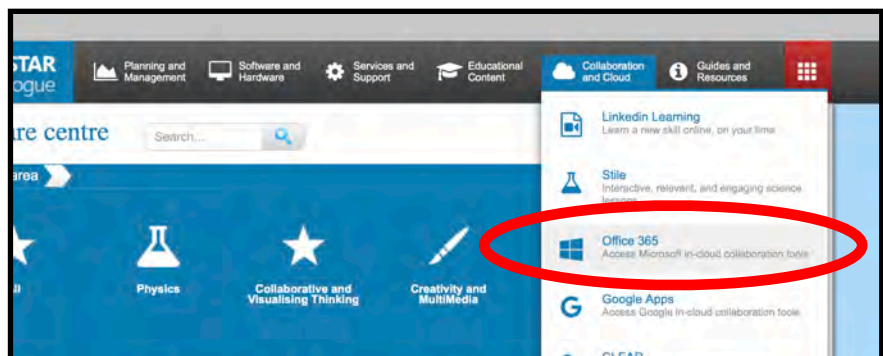 STAR
ogue
Planning and
Management
Software and
Hardware
Services and
Support
Educational
Content
Collaboration
and Cloud
Guides and
Resources
re centre
Search...
area
Physics
Collaborative and
Visualising Thinking
Creativity and
MultiMedia
Linkedin Learning
Learn a new skill online, on your time
Stile
Interactive, relevant, and engaging science
lessons
Office 365
Access Microsoft in-cloud collaboration tools
Google Apps
Access Google in-cloud collaboration tools
CLEAR